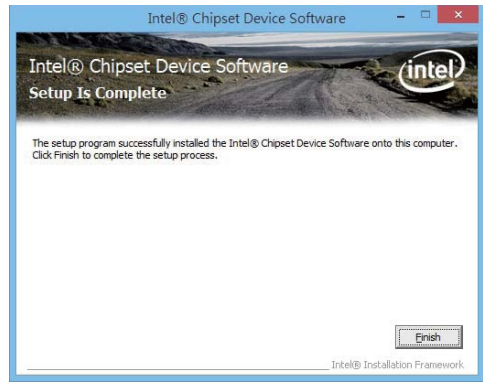 Intel® Chipset Device Software
Intel® Chipset Device Software
Setup Is Complete
intel
The setup program successfully installed the Intel® Chipset Device Software onto this computer.
Click Finish to complete the setup process.
Finish
Intel® Installation Framework